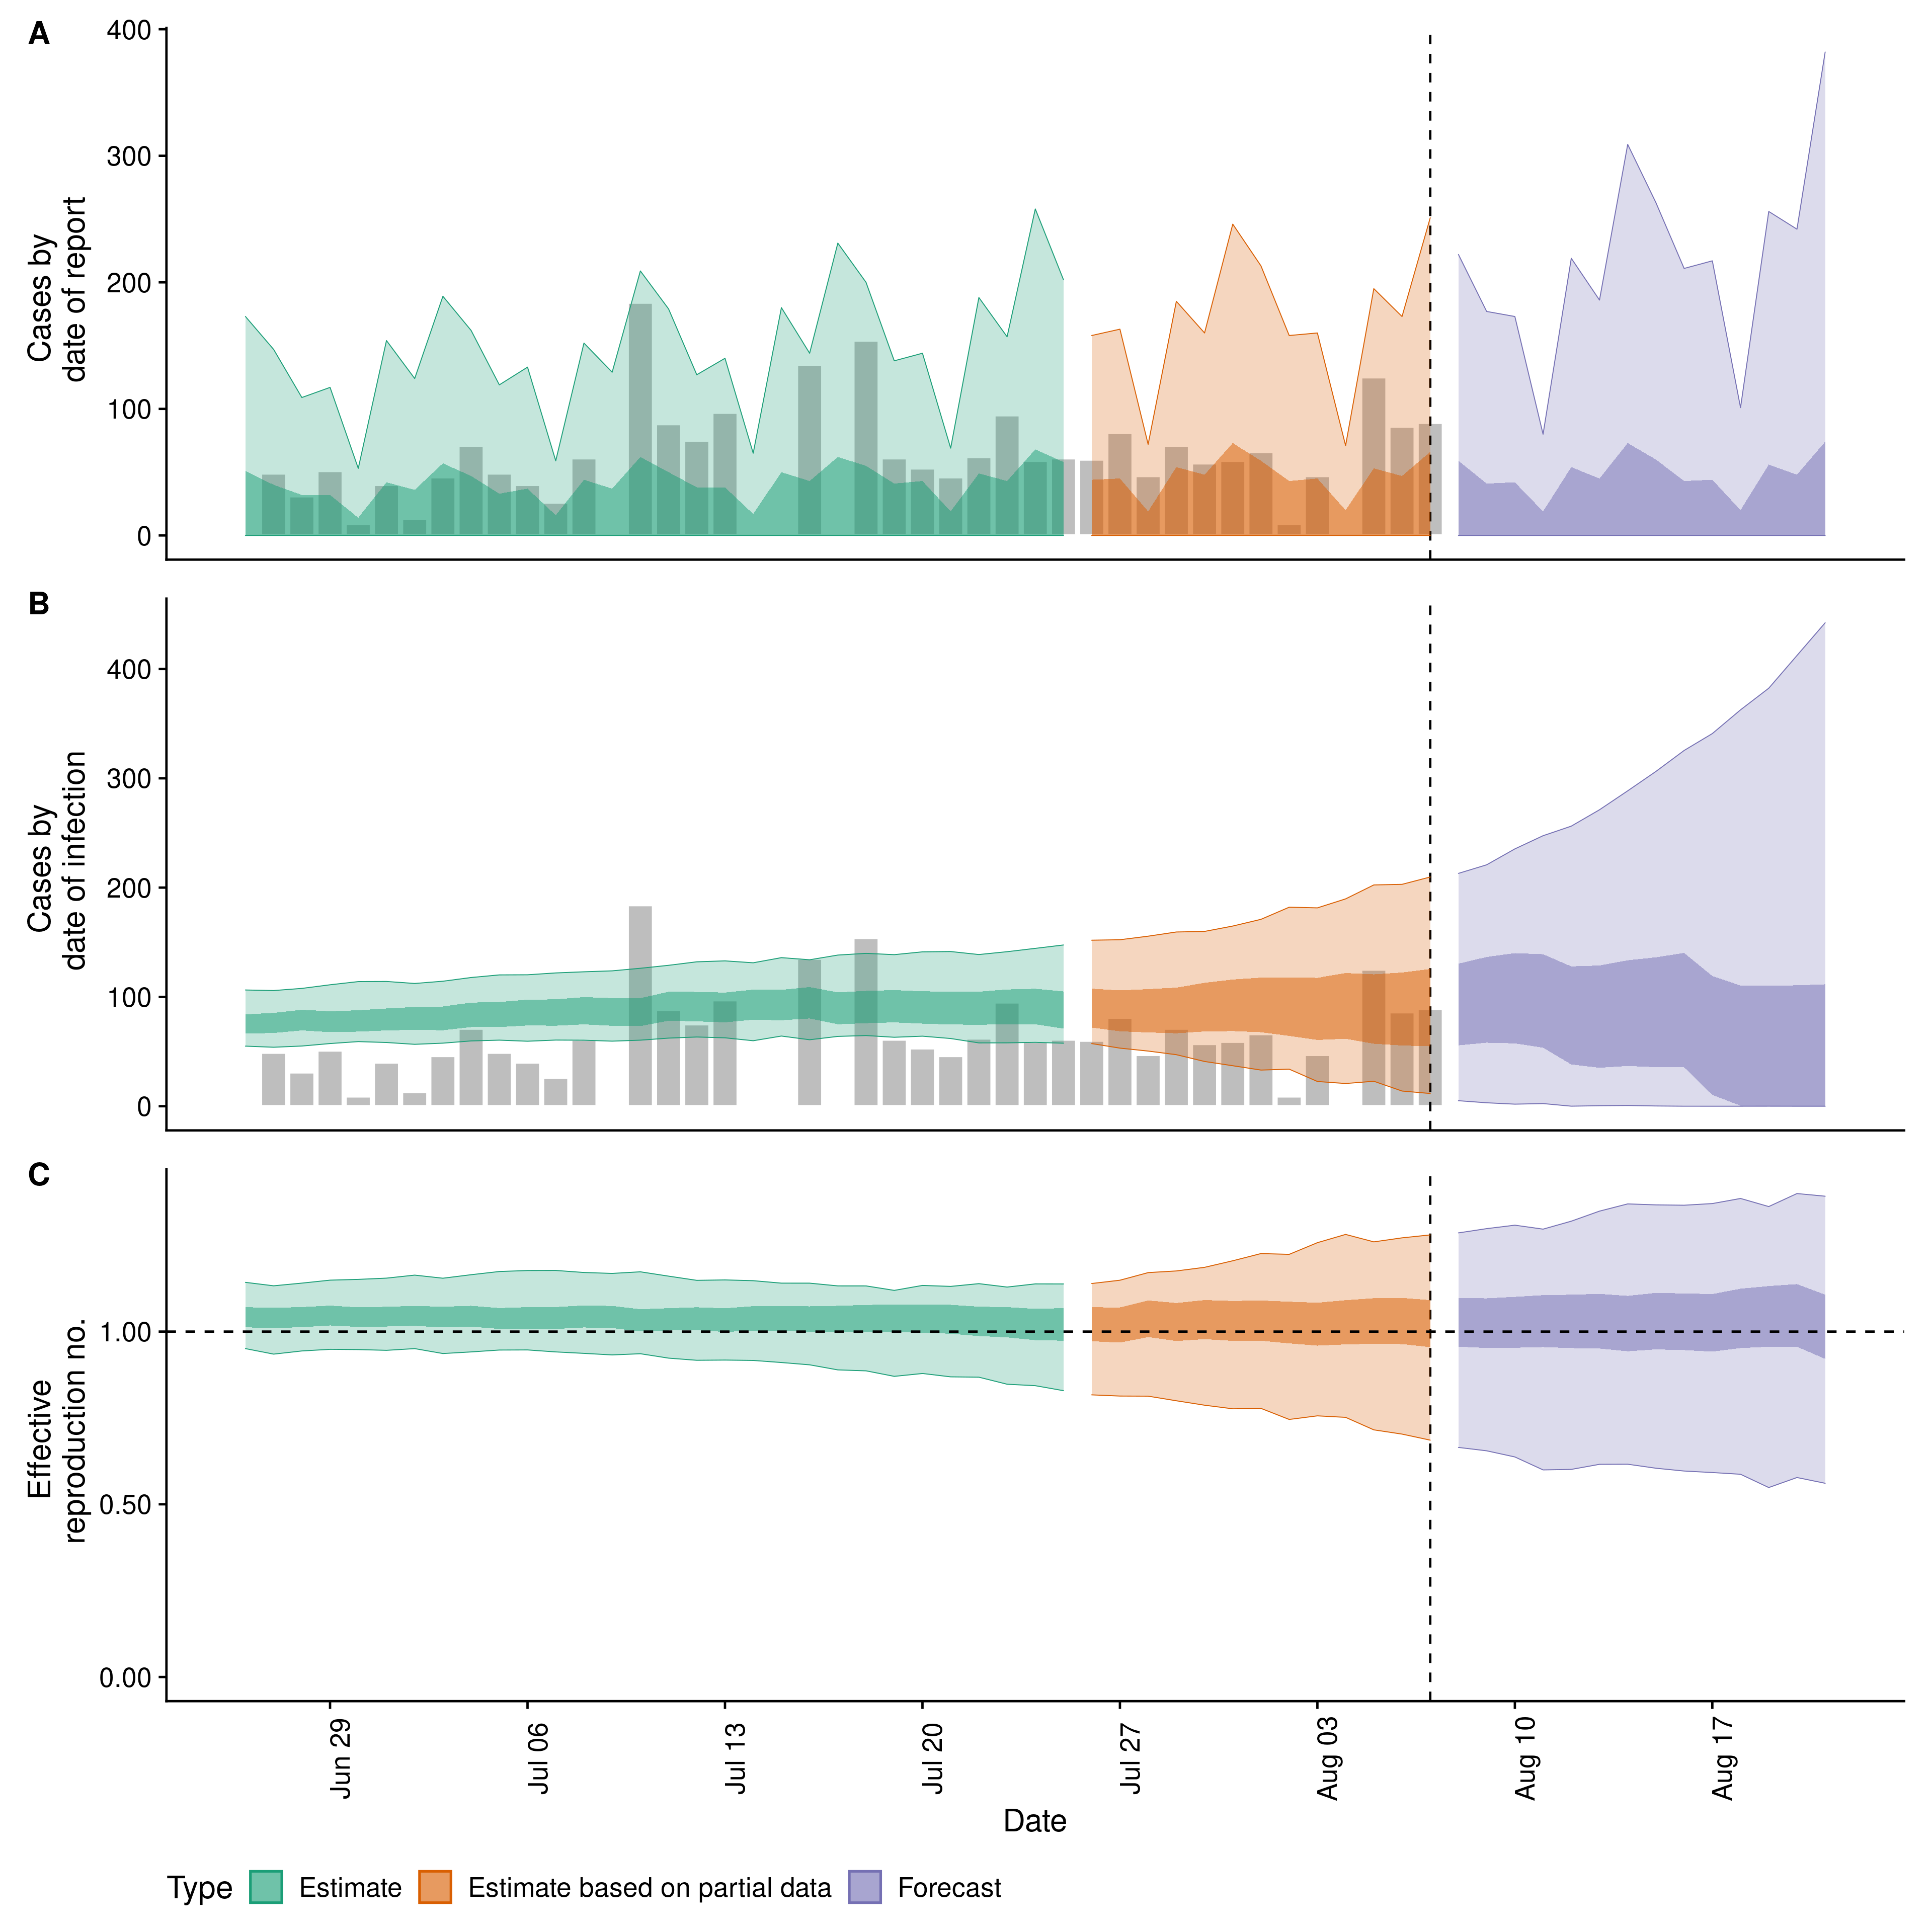 A
400
300
200
100
0
Cases by
date of report
B
400
300
200
100
0
Cases by
date of infection
C
1.00
0.50
0.00
Effective
reproduction no.
Jun 29
Jul 06
Jul 13
Jul 20
Jul 27
Aug 03
Aug 10
Aug 17
Date
Type Estimate Estimate based on partial data Forecast